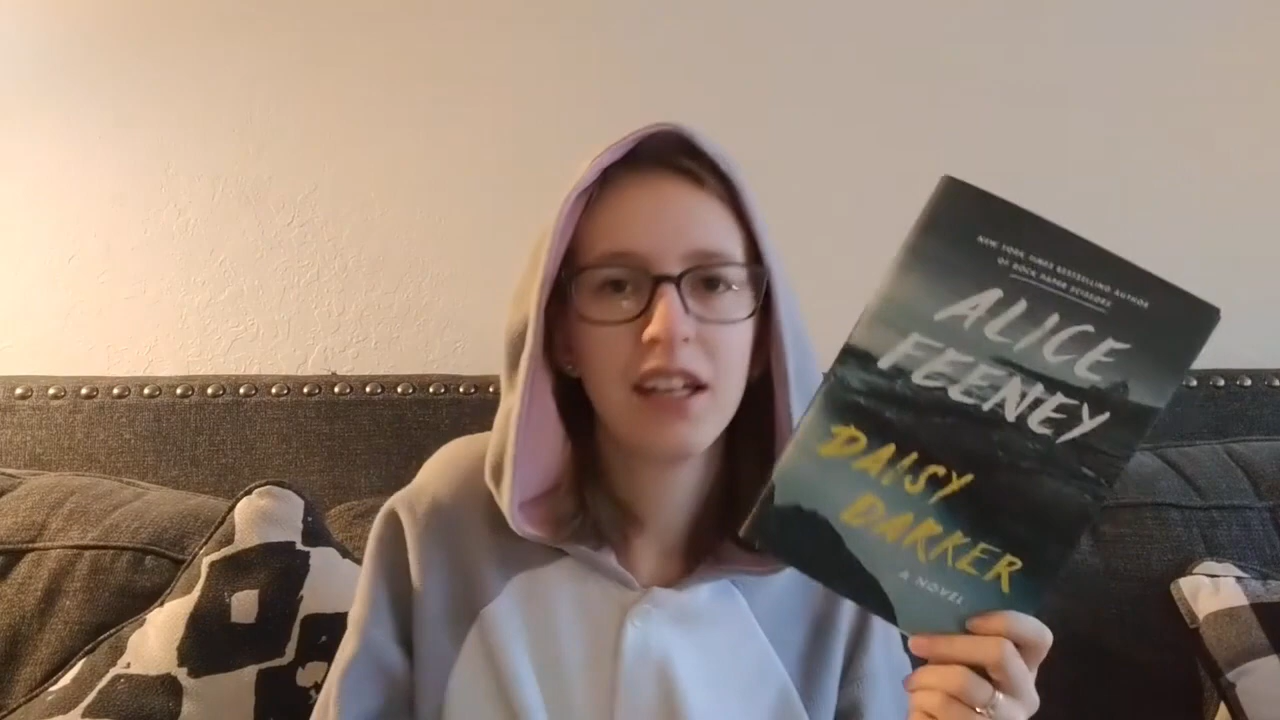 NEW YORK TIMES BESTSELLING AUTHOR
OF ROCK PAPER SCISSORS
ALICE
FEENEY
DAISY
DARKER
A NOVEL